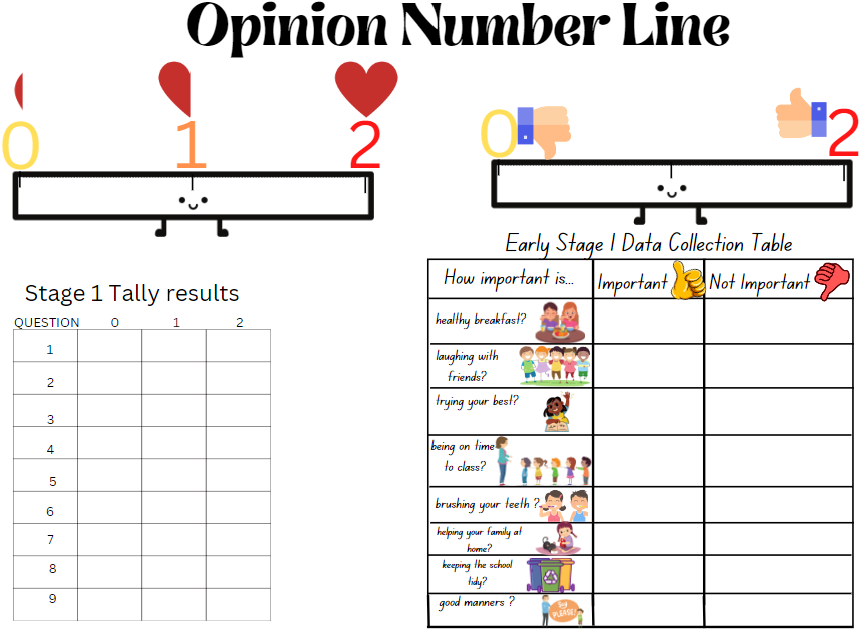 Opinion Number Line
0 1 2
0 2
Stage 1 Tally results
QUESTION 0 1 2
1
2
3
4
5
6
7
8
9
Early Stage 1 Data Collection Table
How important is... Important Not Important
healthy breakfast?
laughing with
friends?
trying your best?
being on time
to class?
brushing your teeth ?
helping your family at
home?
keeping the school
tidy?
good manners ?
Say
PLEASE!